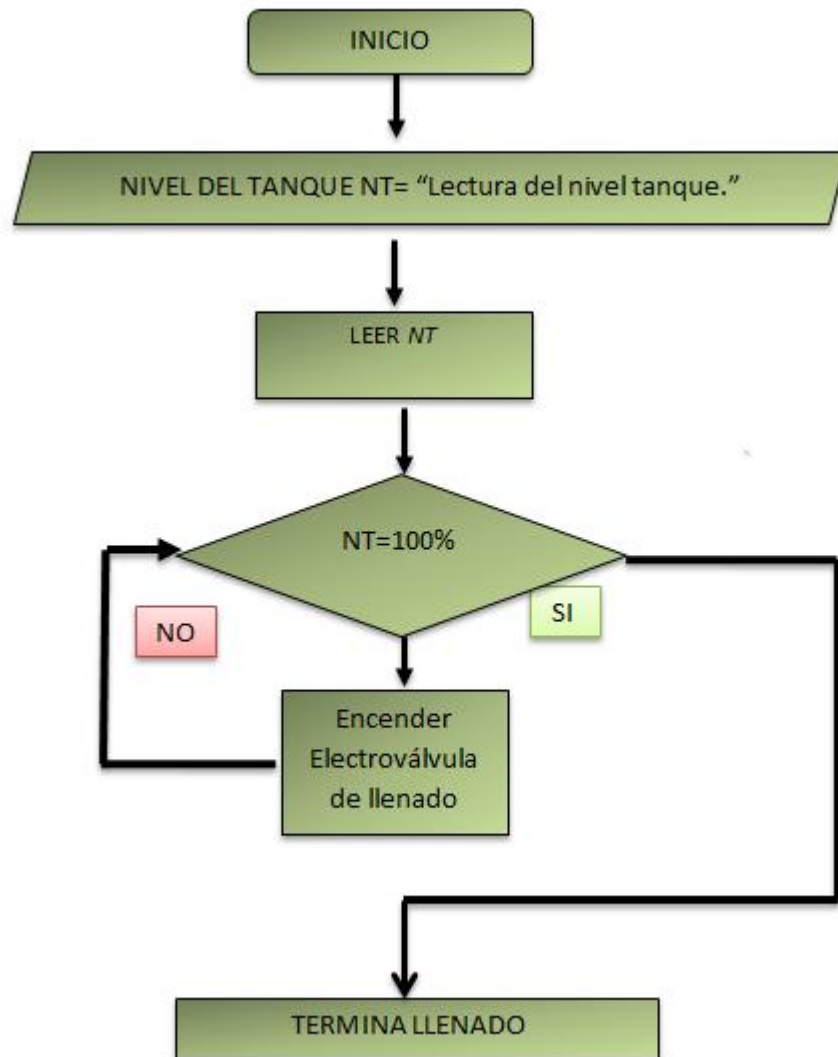 INICIO
NIVEL DEL TANQUE NT= “Lectura del nivel tanque.”
LEER NT
NT=100%
NO
SI
Encender
Electroválvula
de llenado
TERMINA LLENADO